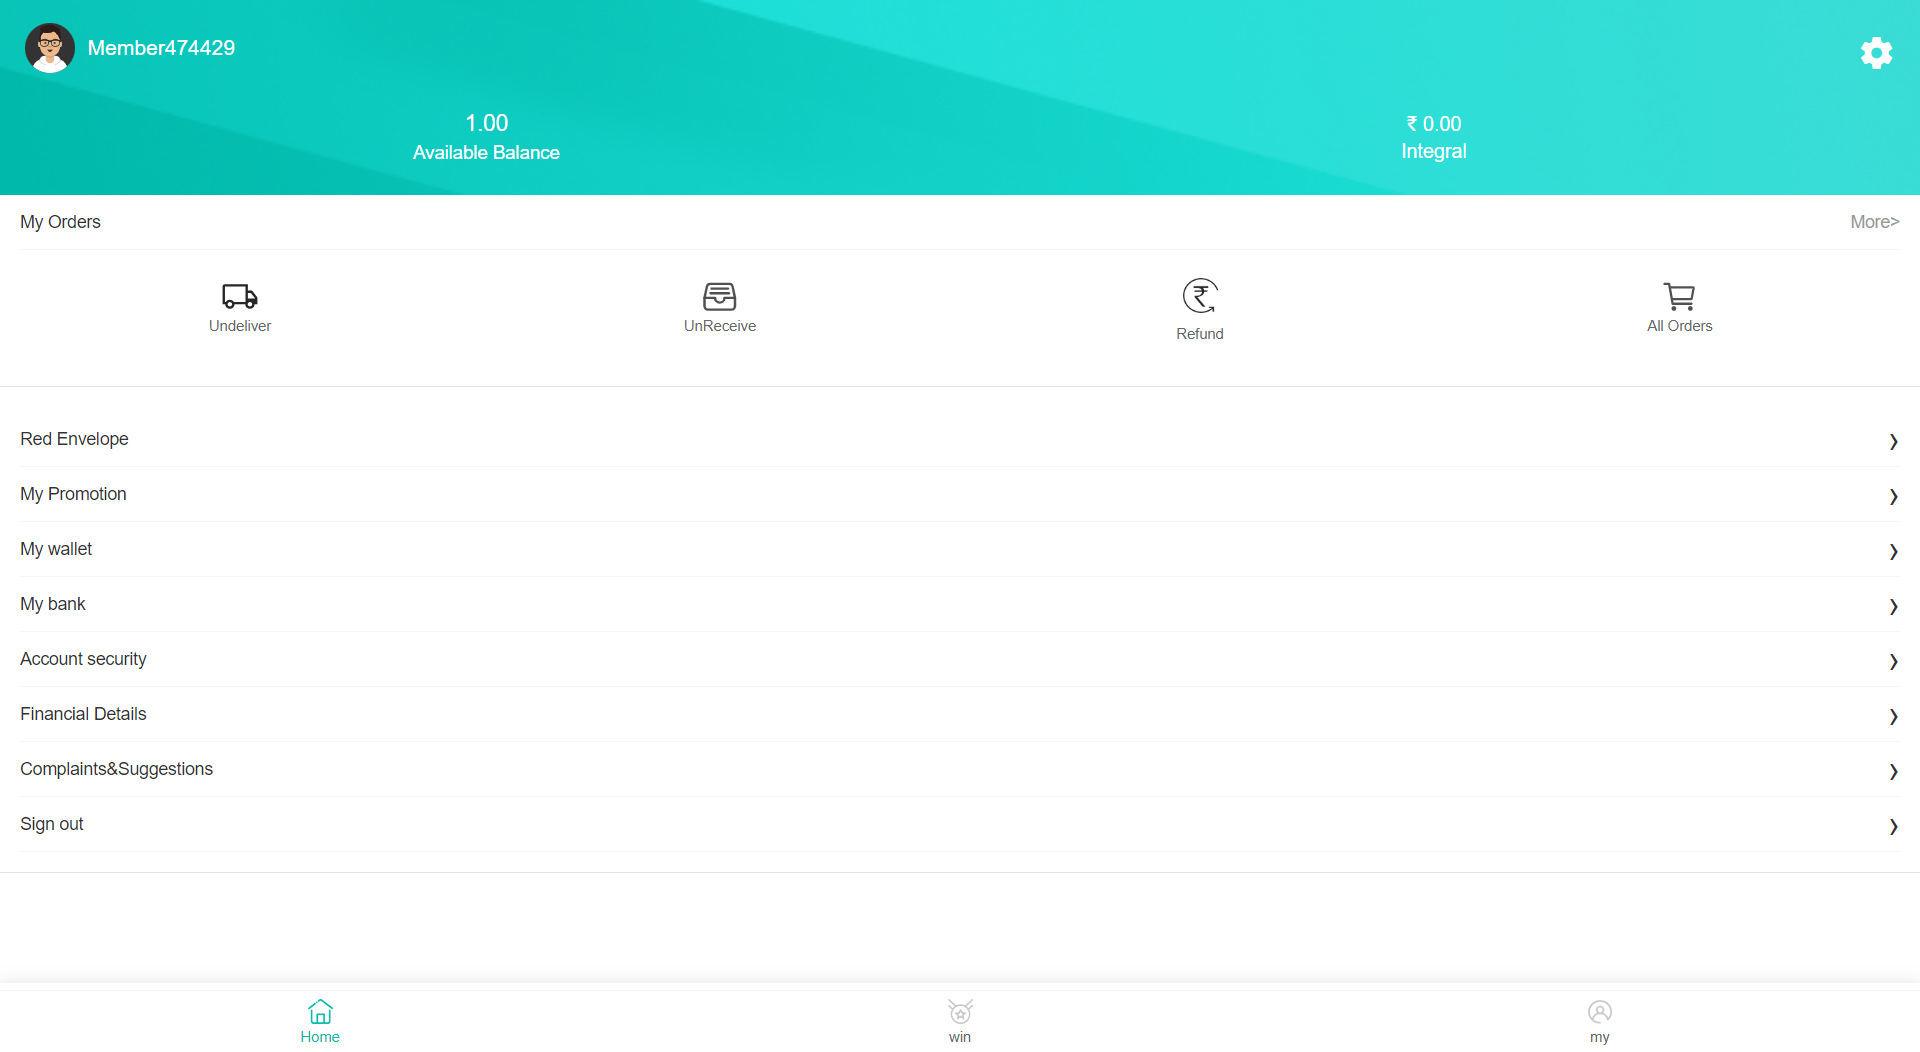 Member474429
1.00
Available Balance
₹ 0.00
Integral
My Orders
More>
Undeliver
UnReceive
Refund
All Orders
Red Envelope
My Promotion
My wallet
My bank
Account security
Financial Details
Complaints&Suggestions
Sign out
Home
win
my